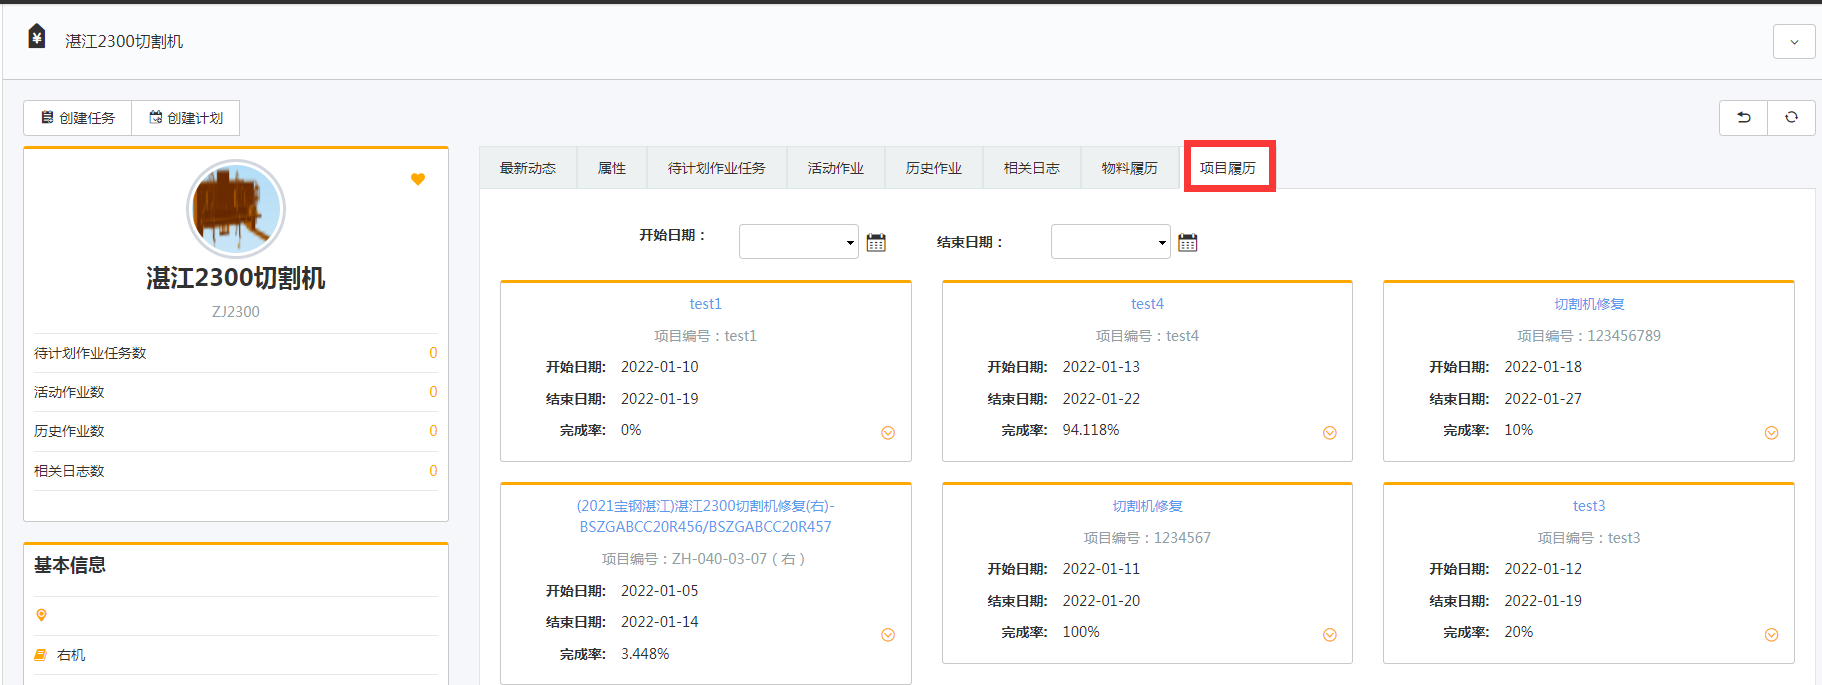 湛江2300切割机
创建任务 创建计划
湛江2300切割机
ZJ2300
待计划作业任务数 0
活动作业数 0
历史作业数 0
相关日志数 0
基本信息
右机
最新动态 属性 待计划作业任务 活动作业 历史作业 相关日志 物料履历 项目履历
开始日期： 结束日期：
test1
项目编号：test1
开始日期: 2022-01-10
结束日期: 2022-01-19
完成率: 0%
test4
项目编号：test4
开始日期: 2022-01-13
结束日期: 2022-01-22
完成率: 94.118%
切割机修复
项目编号：123456789
开始日期: 2022-01-18
结束日期: 2022-01-27
完成率: 10%
(2021宝钢湛江)湛江2300切割机修复(右)-
BSZGABCC20R456/BSZGABCC20R457
项目编号：ZH-040-03-07（右）
开始日期: 2022-01-05
结束日期: 2022-01-14
完成率: 3.448%
切割机修复
项目编号：1234567
开始日期: 2022-01-11
结束日期: 2022-01-20
完成率: 100%
test3
项目编号：test3
开始日期: 2022-01-12
结束日期: 2022-01-19
完成率: 20%